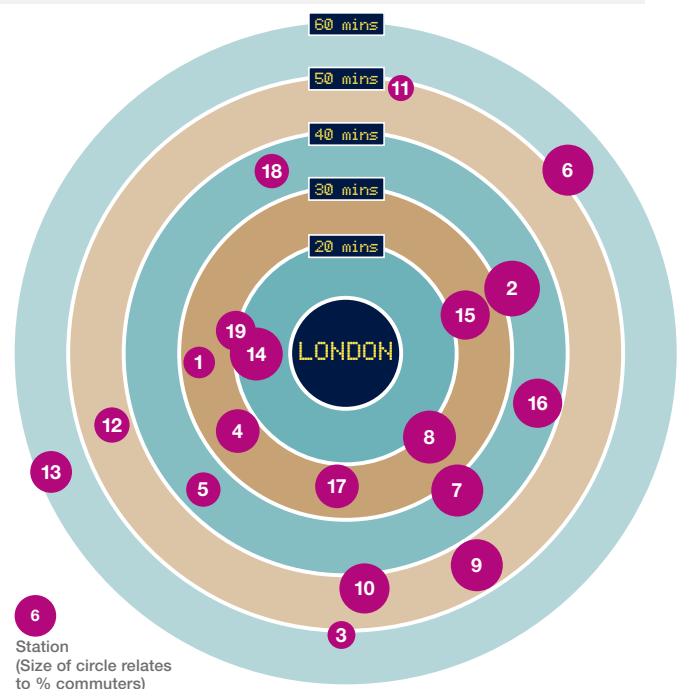 60 mins
50 mins
11
40 mins
18
6
30 mins
20 mins
2
15
19
14
LONDON
1
16
12
4
8
13
5
17
7
9
10
3
6
Station
(Size of circle relates
to % commuters)